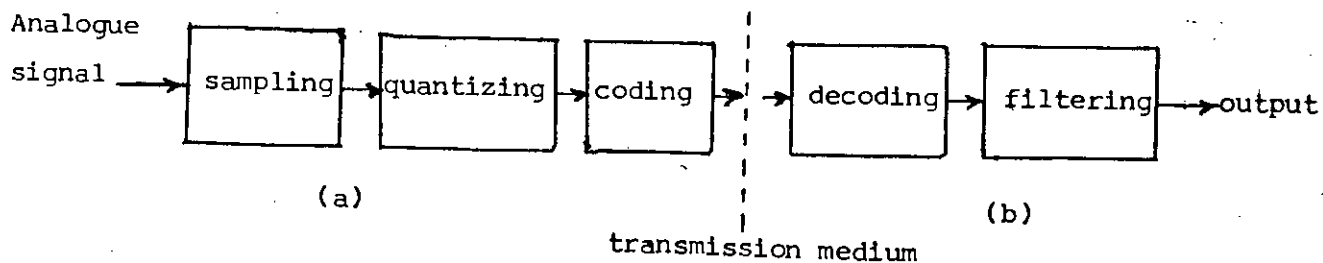 Analogue
signal
sampling
quantizing
coding
decoding
filtering
output
(a)
(b)
transmission medium